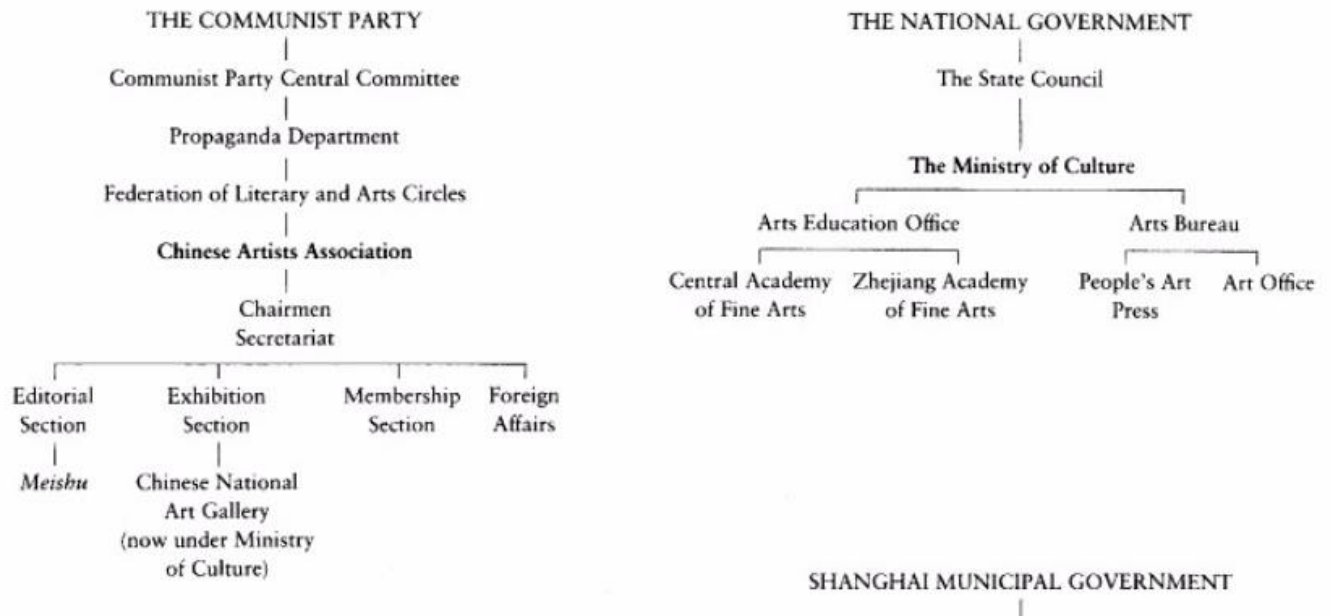 THE COMMUNIST PARTY
Communist Party Central Committee
Propaganda Department
Federation of Literary and Arts Circles
Chinese Artists Association
Chairmen
Secretariat
Editorial
Section
Exhibition
Section
Membership
Section
Foreign
Affairs
Meishu
Chinese National
Art Gallery
(now under Ministry
of Culture)
THE NATIONAL GOVERNMENT
The State Council
The Ministry of Culture
Arts Education Office
Arts Bureau
Central Academy
of Fine Arts
Zhejiang Academy
of Fine Arts
People's Art
Press
Art Office
SHANGHAI MUNICIPAL GOVERNMENT